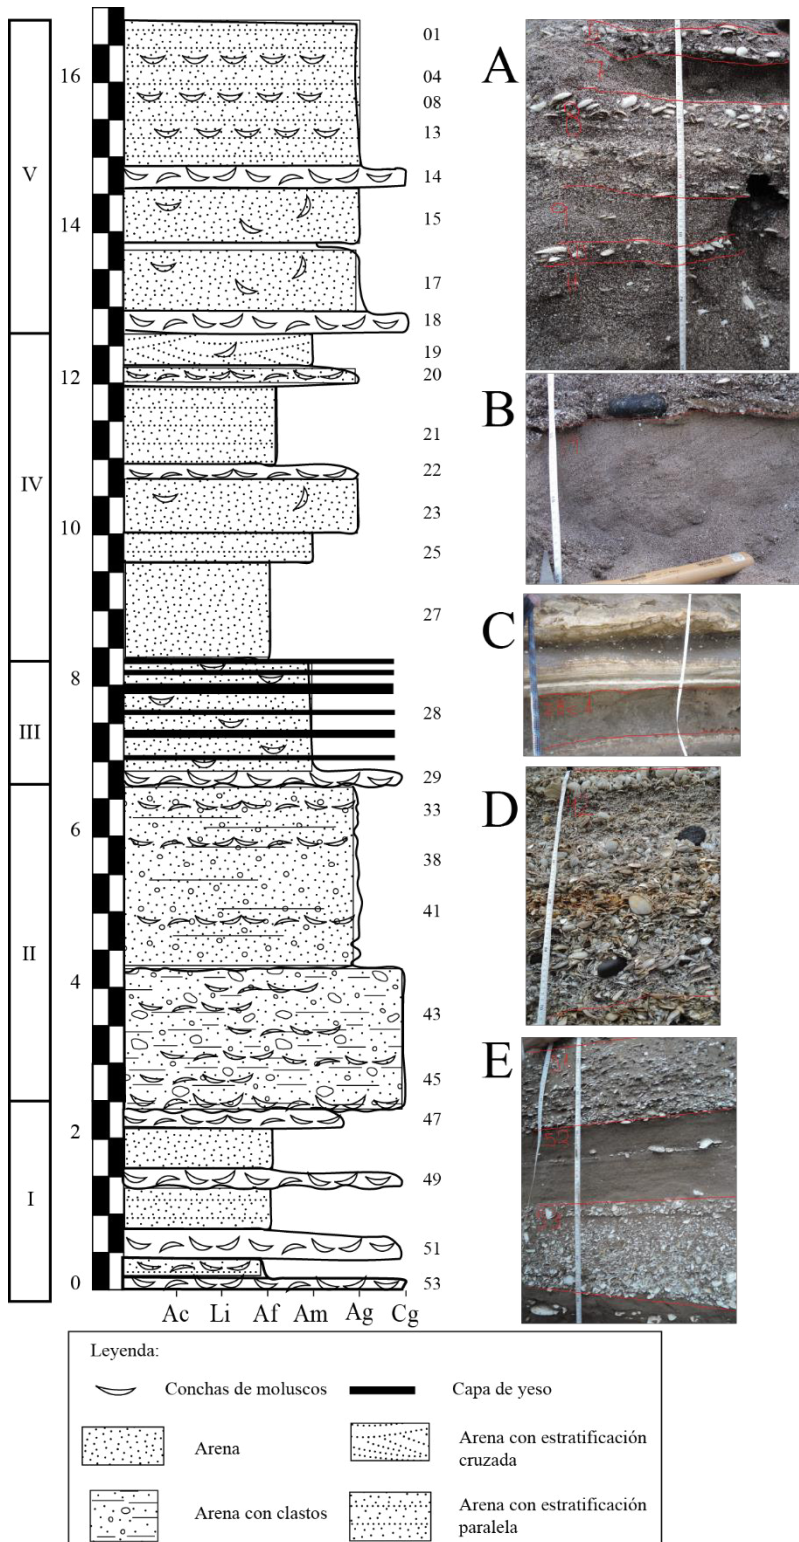 16
14
12
10
8
6
4
2
0
V
IV
III
II
I
01
04
08
13
14
15
17
18
19
20
21
22
23
25
27
28
29
33
38
41
43
45
47
49
51
53
Ac Li Af Am Ag Cg
A
B
C
D
E
Leyenda:
Conchas de moluscos
Capa de yeso
Arena
Arena con estratificación
cruzada
Arena con clastos
Arena con estratificación
paralela